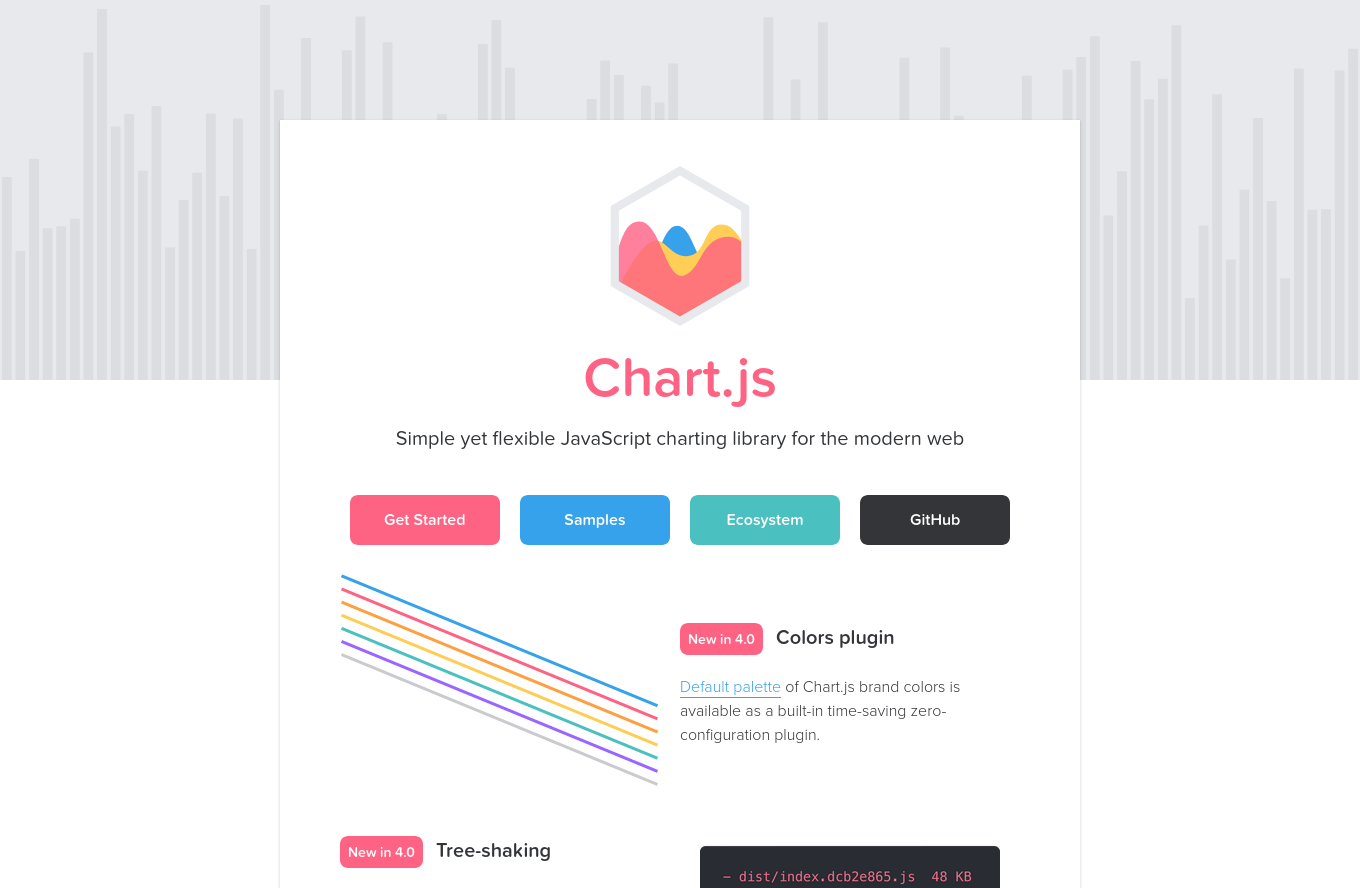 Chart.js
Simple yet flexible JavaScript charting library for the modern web
Get Started
Samples
Ecosystem
GitHub
New in 4.0 Colors plugin
Default palette of Chart.js brand colors is
available as a built-in time-saving zero-
configuration plugin.
New in 4.0 Tree-shaking
− dist/index.dcb2e865.js 48 KB